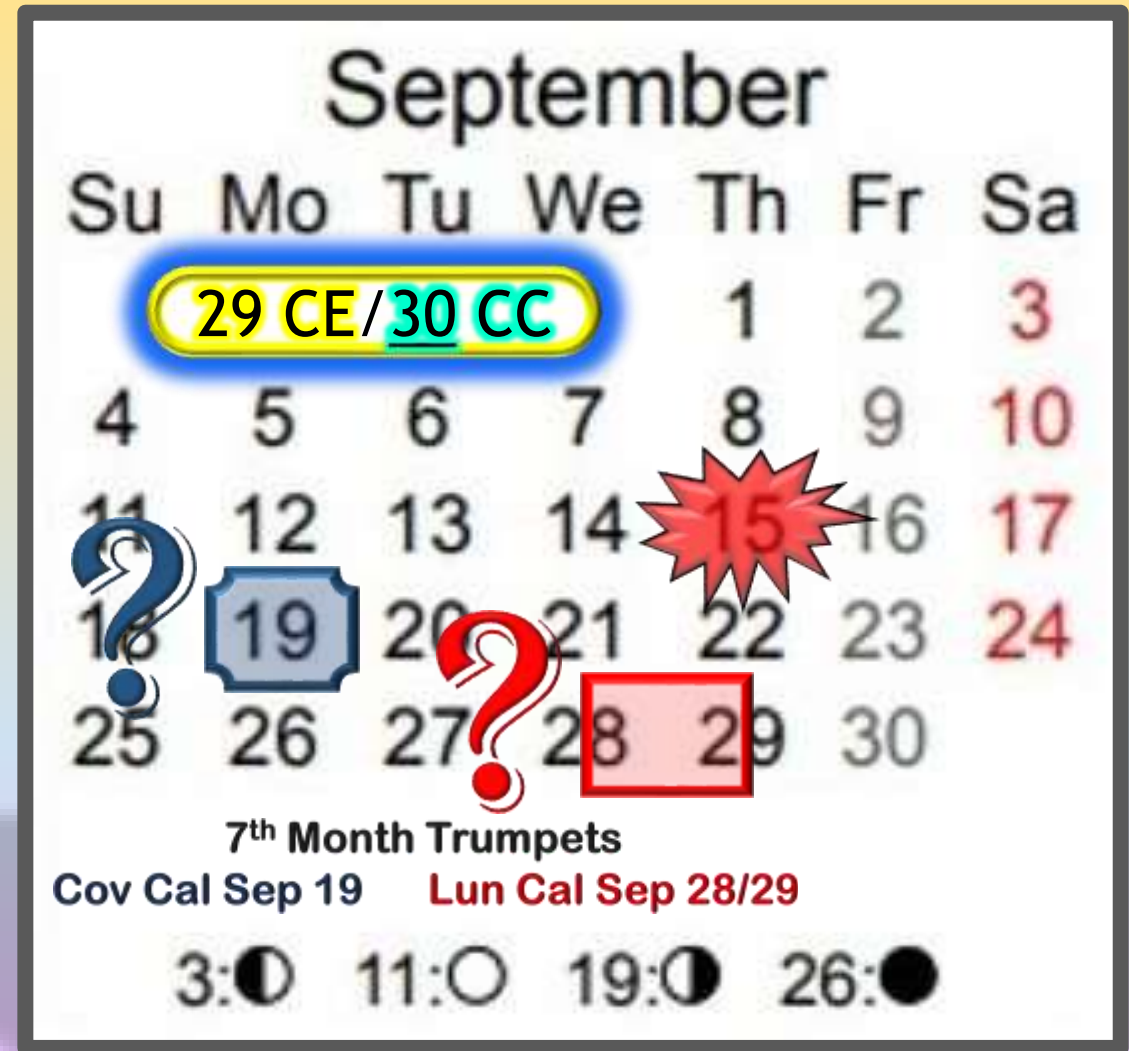 September
Su Mo Tu We Th Fr Sa
29 CE/30 CC 1 2 3
4 5 6 7 8 9 10
11 12 13 14 15 16 17
18 19 20 21 22 23 24
25 26 27 28 29 30
7th Month Trumpets
Cov Cal Sep 19 Lun Cal Sep 28/29
3: 11: 19: 26: